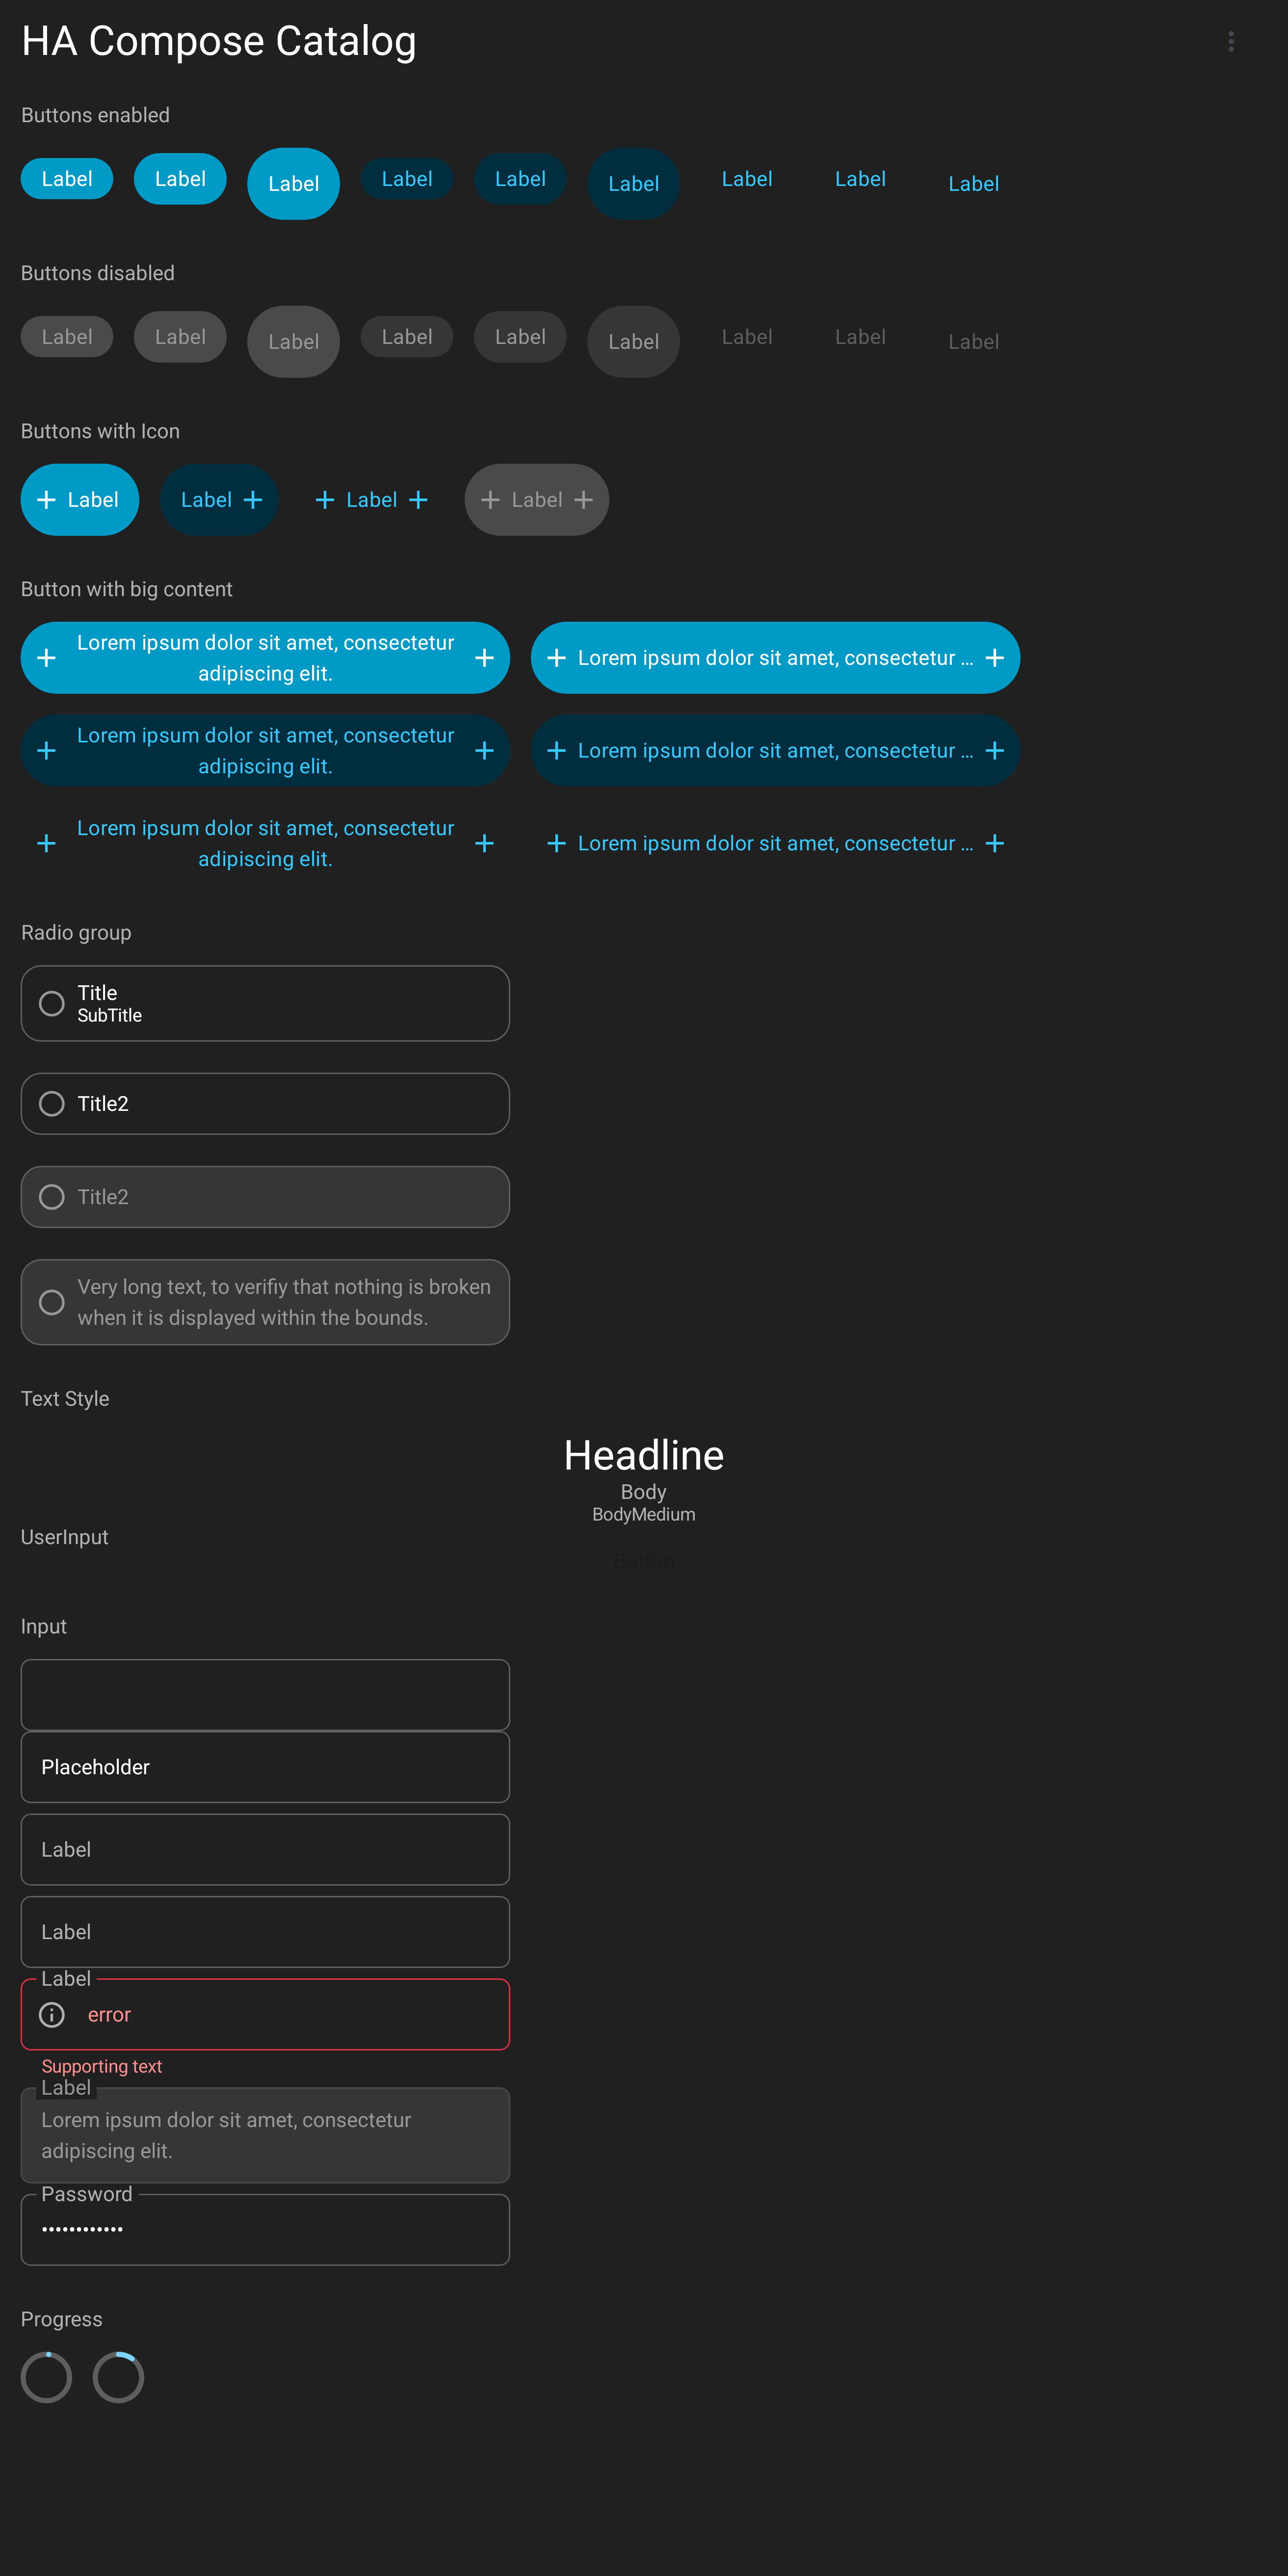 HA Compose Catalog
Buttons enabled
Label Label Label Label Label Label Label Label Label
Buttons disabled
Label Label Label Label Label Label Label Label Label
Buttons with Icon
Label Label Label Label
Button with big content
Lorem ipsum dolor sit amet, consectetur
adipiscing elit.
Lorem ipsum dolor sit amet, consectetur ...
Lorem ipsum dolor sit amet, consectetur
adipiscing elit.
Lorem ipsum dolor sit amet, consectetur ...
Lorem ipsum dolor sit amet, consectetur
adipiscing elit.
Lorem ipsum dolor sit amet, consectetur ...
Radio group
Title
SubTitle
Title2
Title2
Very long text, to verifiy that nothing is broken
when it is displayed within the bounds.
Text Style
Headline
Body
BodyMedium
UserInput
Button
Input
Placeholder
Label
Label
Label
error
Supporting text
Label
Lorem ipsum dolor sit amet, consectetur
adipiscing elit.
Password
••••••••••••
Progress